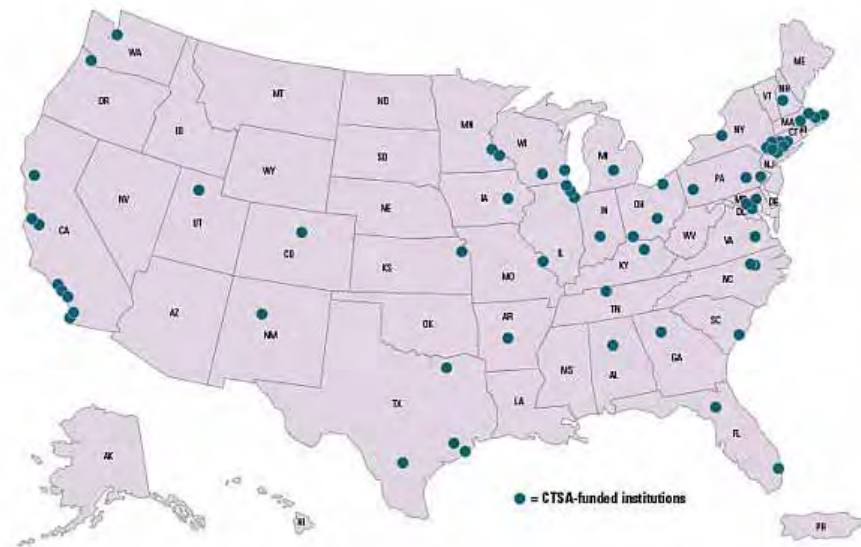 WA
MT
ND
MN
ME
VT
NH
OR
ID
SD
WI
MI
NY
MA
CT
RI
WY
IA
PA
NJ
NV
UT
NE
IL
IN
OH
MD
DE
DC
CA
CO
KS
MO
KY
WV
VA
AZ
NM
OK
AR
TN
NC
SC
TX
LA
MS
AL
GA
FL
AK
HI
PR
= CTSA-funded institutions